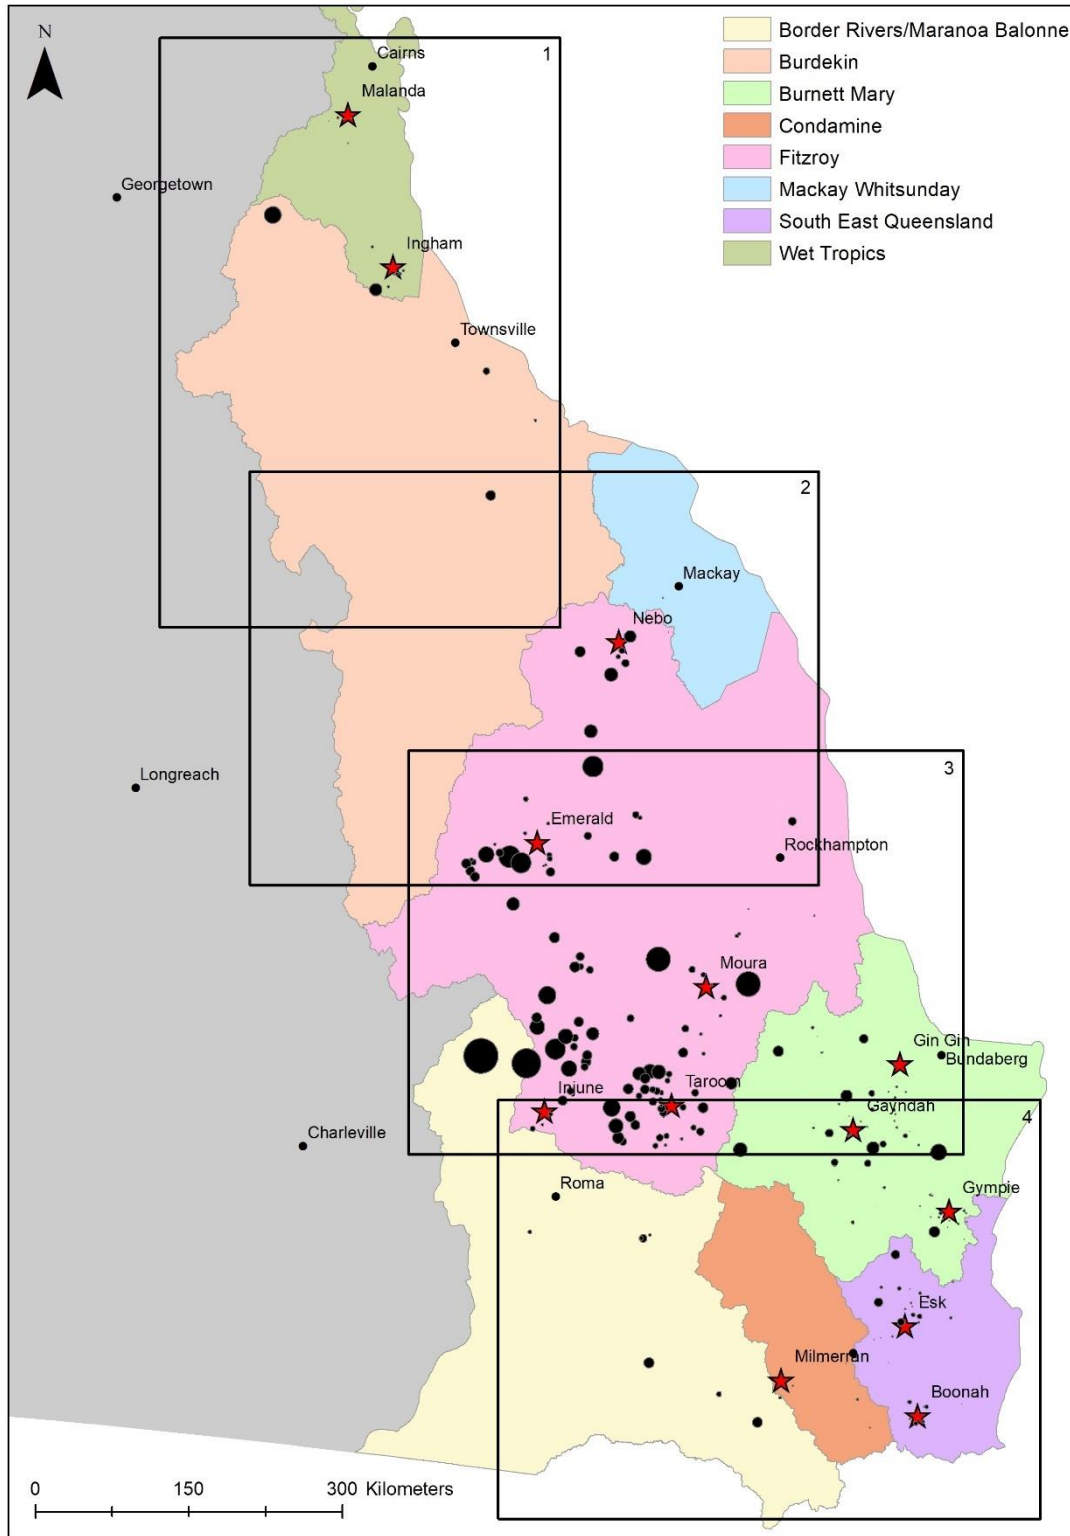 N
1
Cairns
Malanda
Georgetown
Ingham
Townsville
Border Rivers/Maranoa Balonne
Burdekin
Burnett Mary
Condamine
Fitzroy
Mackay Whitsunday
South East Queensland
Wet Tropics
2
Mackay
Nebo
3
Longreach
Emerald
Rockhampton
Moura
Gin Gin
Bundaberg
Injune
Taroom
Gayndah
4
Charleville
Roma
Gympie
Esk
Milmerran
Boonah
0 150 300 Kilometers